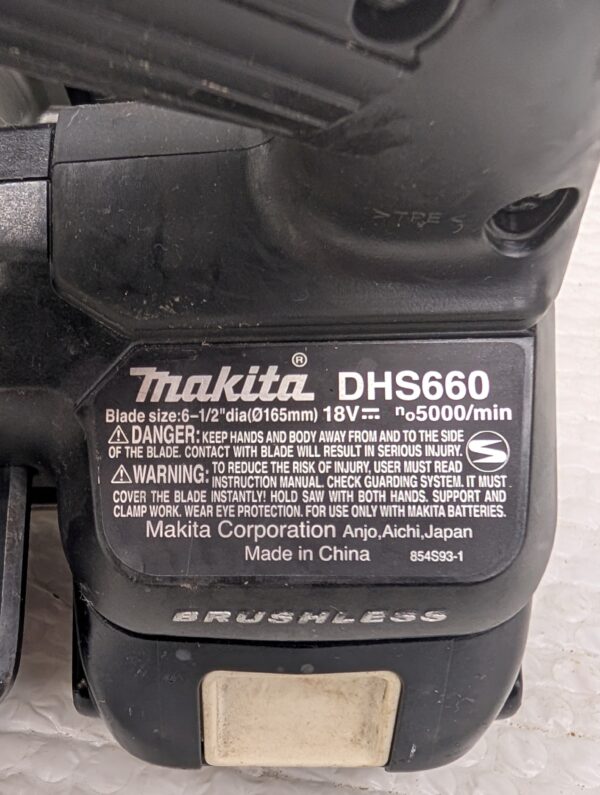 >TPE S
makita® DHS660
Blade size:6-1/2"dia(Ø165mm) 18V⎓ n₀5000/min
⚠DANGER: KEEP HANDS AND BODY AWAY FROM AND TO THE SIDE
OF THE BLADE. CONTACT WITH BLADE WILL RESULT IN SERIOUS INJURY.
⚠WARNING: TO REDUCE THE RISK OF INJURY, USER MUST READ
INSTRUCTION MANUAL. CHECK GUARDING SYSTEM. IT MUST
COVER THE BLADE INSTANTLY! HOLD SAW WITH BOTH HANDS. SUPPORT AND
CLAMP WORK. WEAR EYE PROTECTION. FOR USE ONLY WITH MAKITA BATTERIES.
Makita Corporation Anjo,Aichi,Japan
Made in China 854S93-1
BRUSHLESS